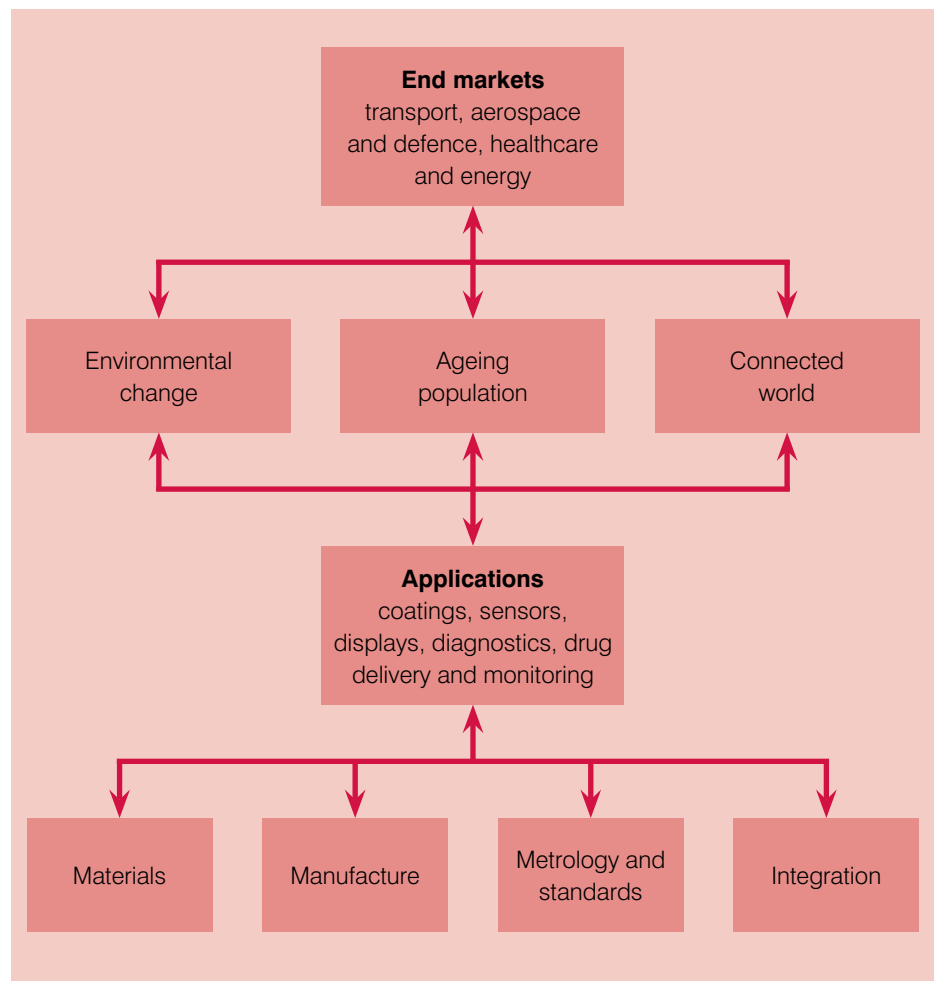 End markets
transport, aerospace
and defence, healthcare
and energy
Environmental
change
Ageing
population
Connected
world
Applications
coatings, sensors,
displays, diagnostics, drug
delivery and monitoring
Materials
Manufacture
Metrology and
standards
Integration